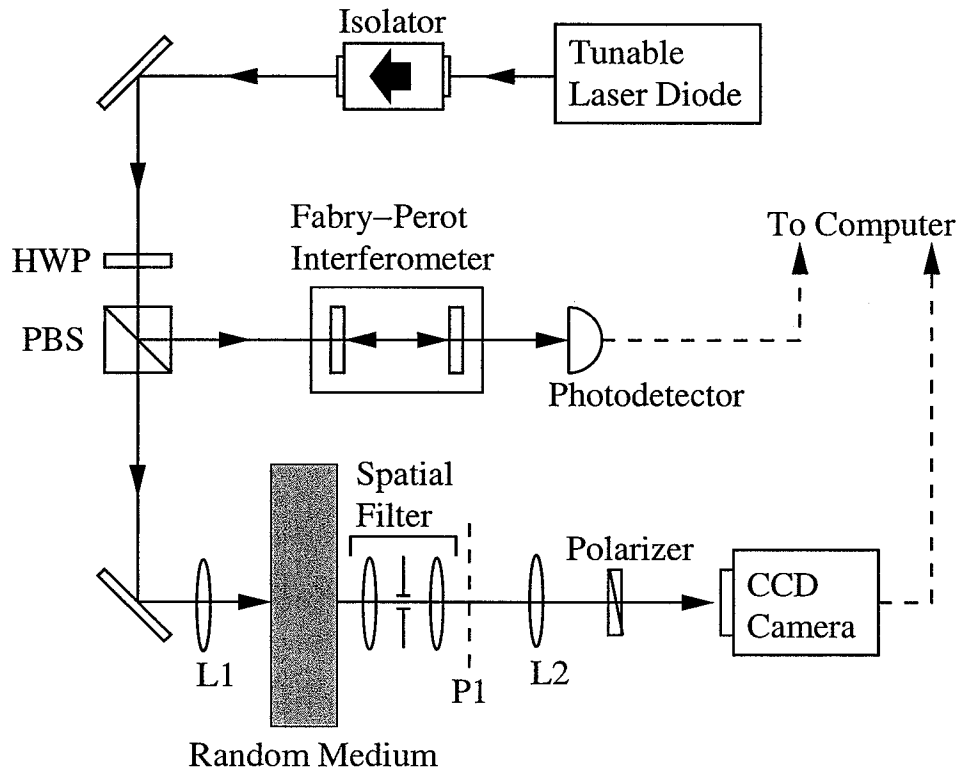 Isolator
Tunable
Laser Diode
Fabry–Perot
Interferometer
To Computer
HWP
PBS
Photodetector
Spatial
Filter
Polarizer
CCD
Camera
L1
P1
L2
Random Medium